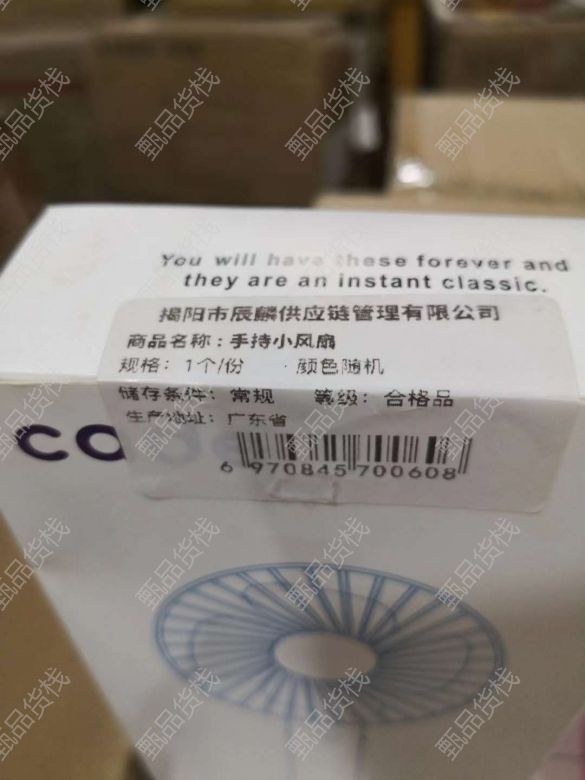 You will have these forever and
they are an instant classic.
揭阳市辰麟供应链管理有限公司
商品名称：手持小风扇
规格：1个/份 颜色随机
储存条件：常规 等级：合格品
生产地址：广东省
6 970845 700608
甄品货栈